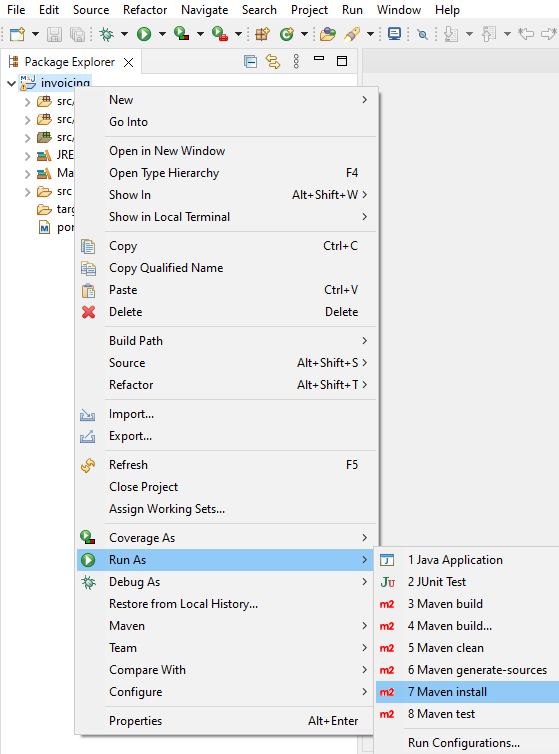 File Edit Source Refactor Navigate Search Project Run Window Help
Package Explorer
invoicing
src/
src/
src/
JRE
Ma
src
targ
por
New
Go Into
Open in New Window
Open Type Hierarchy F4
Show In Alt+Shift+W
Show in Local Terminal
Copy Ctrl+C
Copy Qualified Name
Paste Ctrl+V
Delete Delete
Build Path
Source Alt+Shift+S
Refactor Alt+Shift+T
Import...
Export...
Refresh F5
Close Project
Assign Working Sets...
Coverage As
Run As
Debug As
Restore from Local History...
Maven
Team
Compare With
Configure
Properties Alt+Enter
1 Java Application
Ju 2 JUnit Test
m2 3 Maven build
m2 4 Maven build...
m2 5 Maven clean
m2 6 Maven generate-sources
m2 7 Maven install
m2 8 Maven test
Run Configurations...